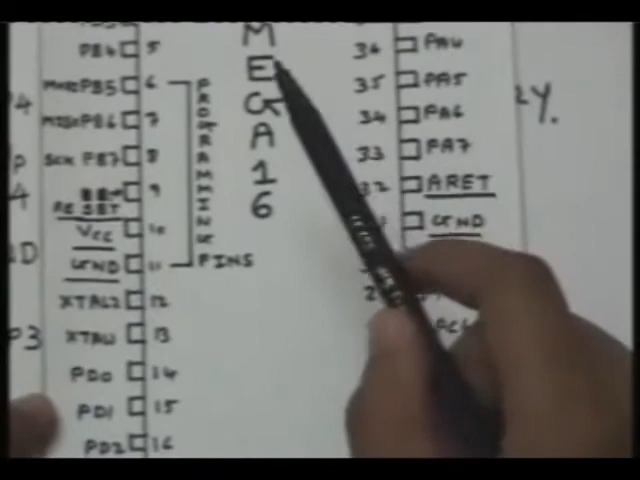 PB4 5
MOSI PB5 6
MISO PB6 7
SCK PB7 8
RESET 9
VCC 10
GND 11
XTAL2 12
XTAL1 13
PD0 14
PD1 15
PD2 16
PROGRAMMING
PINS
MEGA16
36 PA4
35 PA5
34 PA6
33 PA7
32 AREF
GND